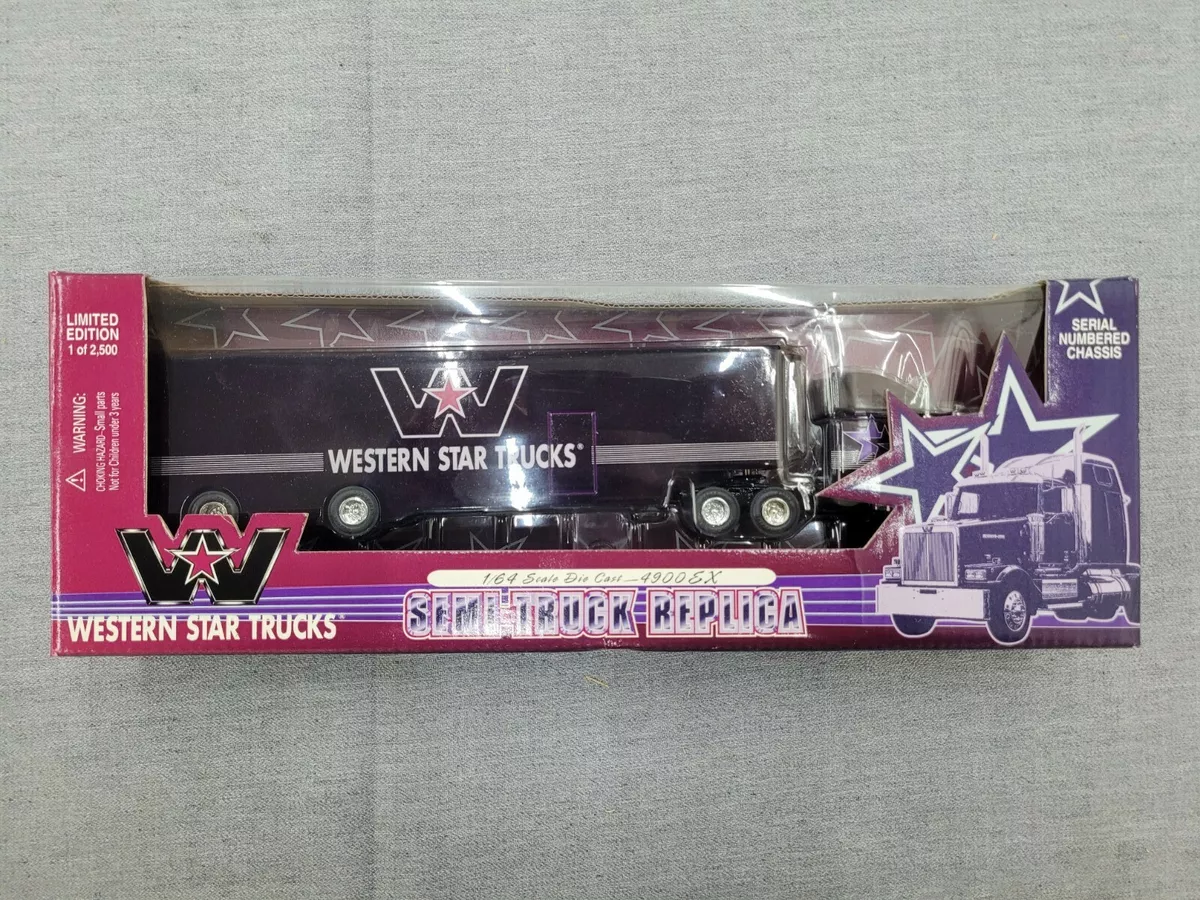 LIMITED
EDITION
1 of 2,500
WARNING:
CHOKING HAZARD-Small parts
Not for Children under 3 years
W
WESTERN STAR TRUCKS®
SERIAL
NUMBERED
CHASSIS
W
WESTERN STAR TRUCKS®
1/64 Scale Die Cast - 4900EX
SEMI-TRUCK REPLICA